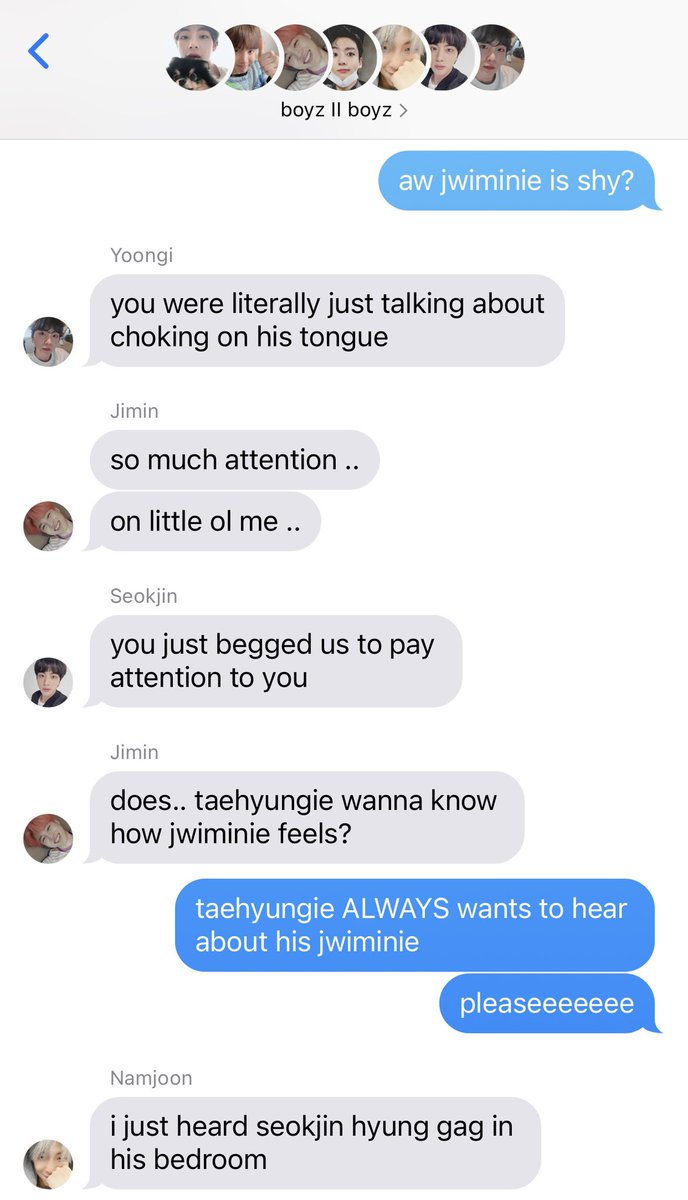 boyz II boyz
aw jwiminie is shy?
Yoongi
you were literally just talking about
choking on his tongue
Jimin
so much attention ..
on little ol me ..
Seokjin
you just begged us to pay
attention to you
Jimin
does.. taehyungie wanna know
how jwiminie feels?
taehyungie ALWAYS wants to hear
about his jwiminie
pleaseeeeeee
Namjoon
i just heard seokjin hyung gag in
his bedroom